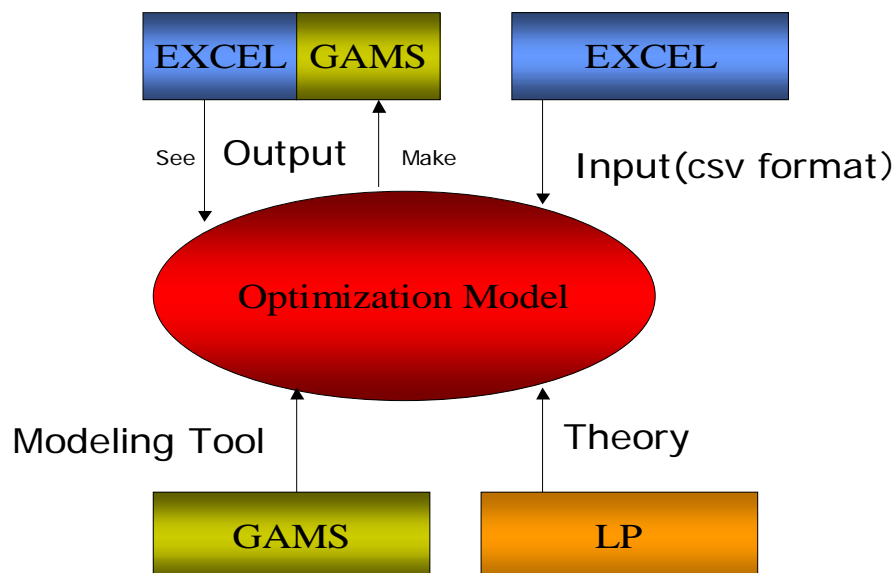 EXCEL GAMS EXCEL
See Output Make Input(csv format)
Optimization Model
Modeling Tool Theory
GAMS LP